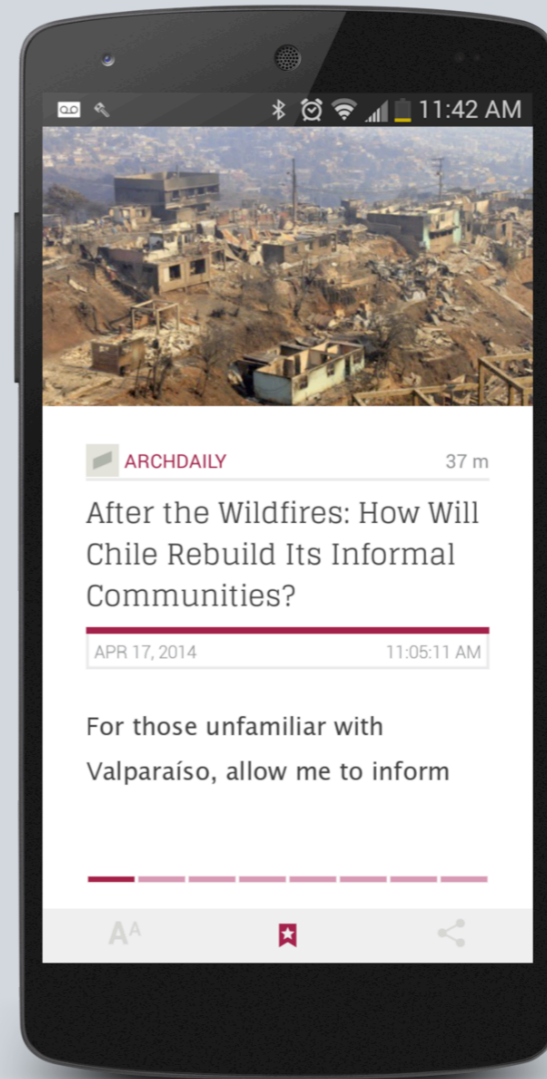 11:42 AM
ARCHDAILY 37 m
After the Wildfires: How Will
Chile Rebuild Its Informal
Communities?
APR 17, 2014 11:05:11 AM
For those unfamiliar with
Valparaíso, allow me to inform
AA